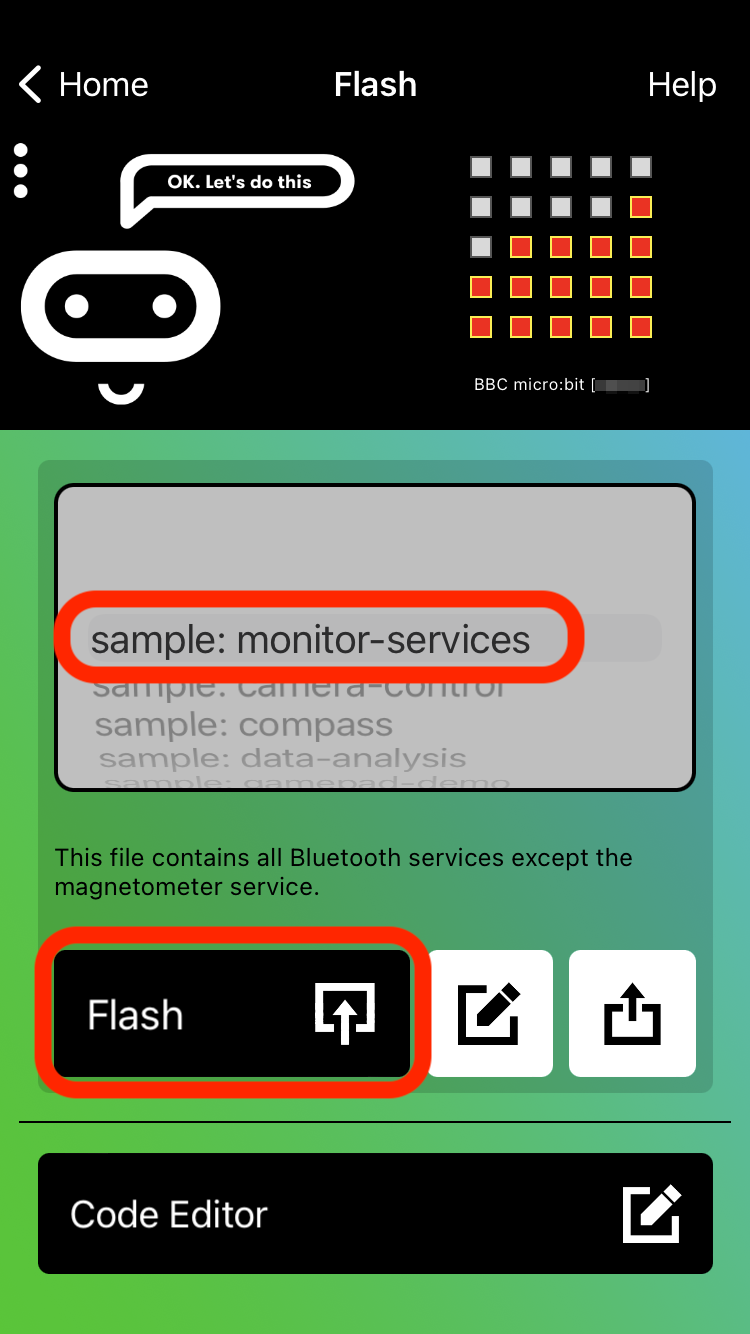 Home
Flash
Help
OK. Let's do this
BBC micro:bit [ ]
sample: monitor-services
sample: camera-control
sample: compass
sample: data-analysis
sample: gamepad-demo
This file contains all Bluetooth services except the
magnetometer service.
Flash
Code Editor